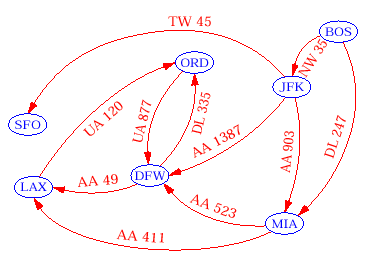 TW 45
BOS
ORD
NW 35
JFK
UA 120
UA 877
DL 335
SFO
AA 1387
AA 903
DL 247
DFW
AA 49
LAX
AA 523
MIA
AA 411